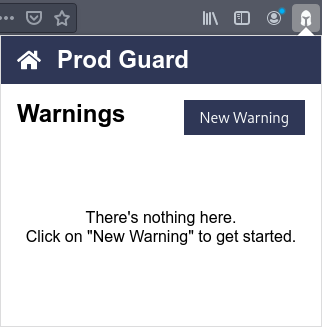 Prod Guard
Warnings
New Warning
There's nothing here.
Click on "New Warning" to get started.